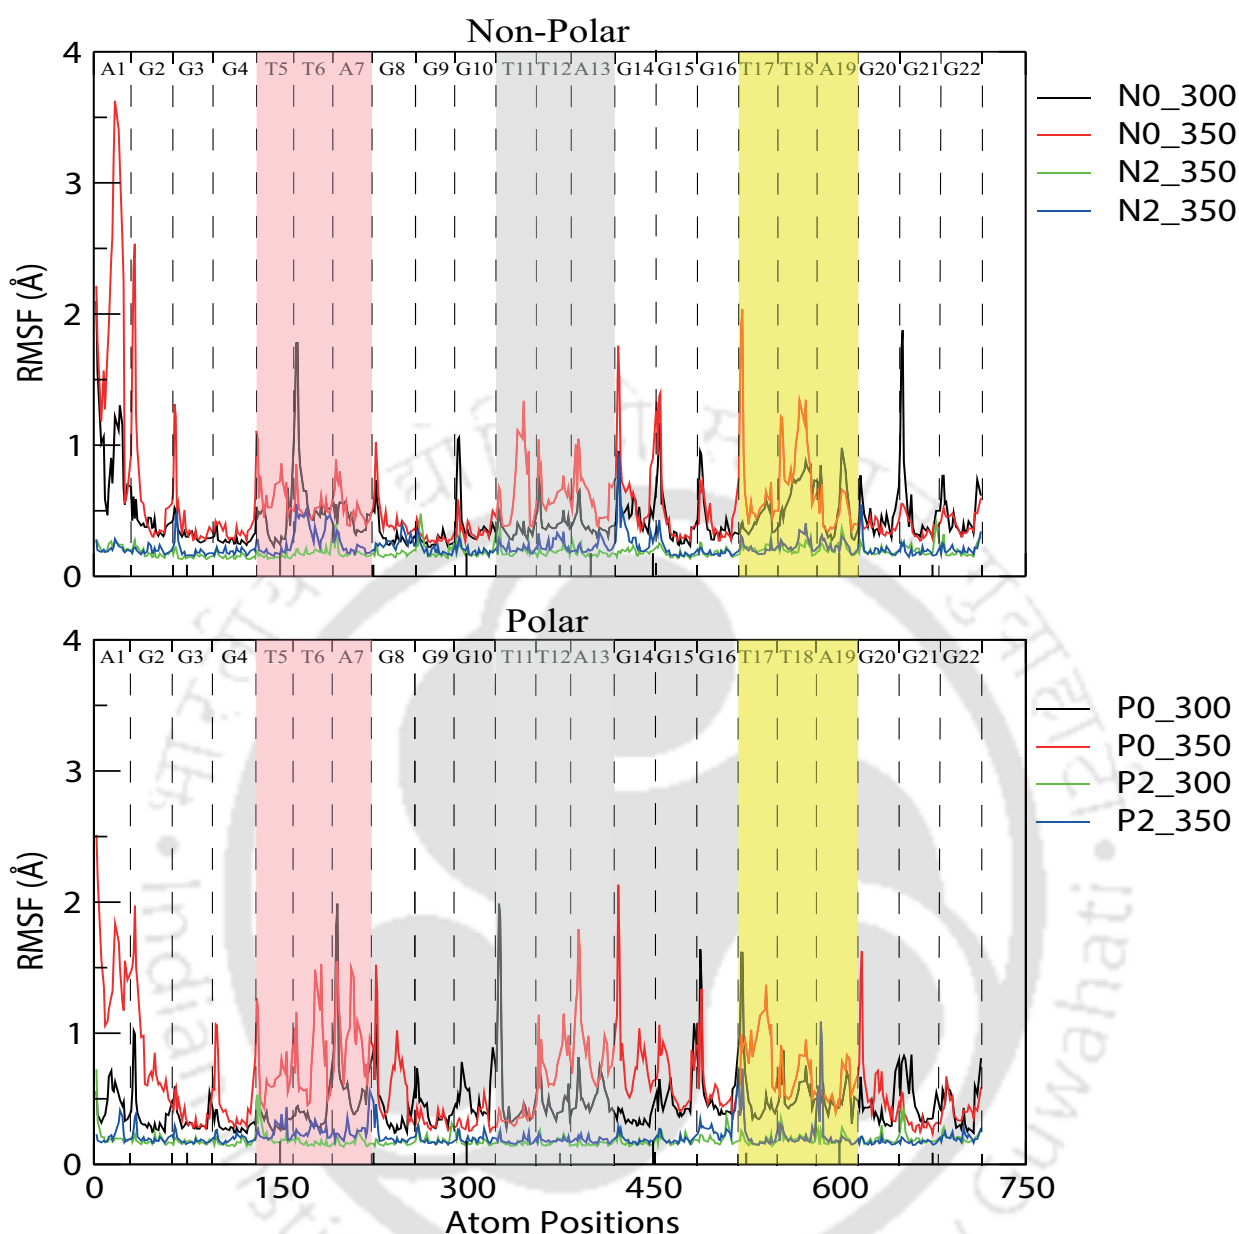 Non-Polar
4
A1 G2 G3 G4 T5 T6 A7 G8 G9 G10 T11 T12 A13 G14 G15 G16 T17 T18 A19 G20 G21 G22
3
2
1
0
RMSF (Å)
N0_300
N0_350
N2_350
N2_350
Polar
4
A1 G2 G3 G4 T5 T6 A7 G8 G9 G10 T11 T12 A13 G14 G15 G16 T17 T18 A19 G20 G21 G22
3
2
1
0
RMSF (Å)
P0_300
P0_350
P2_300
P2_350
0 150 300 450 600 750
Atom Positions